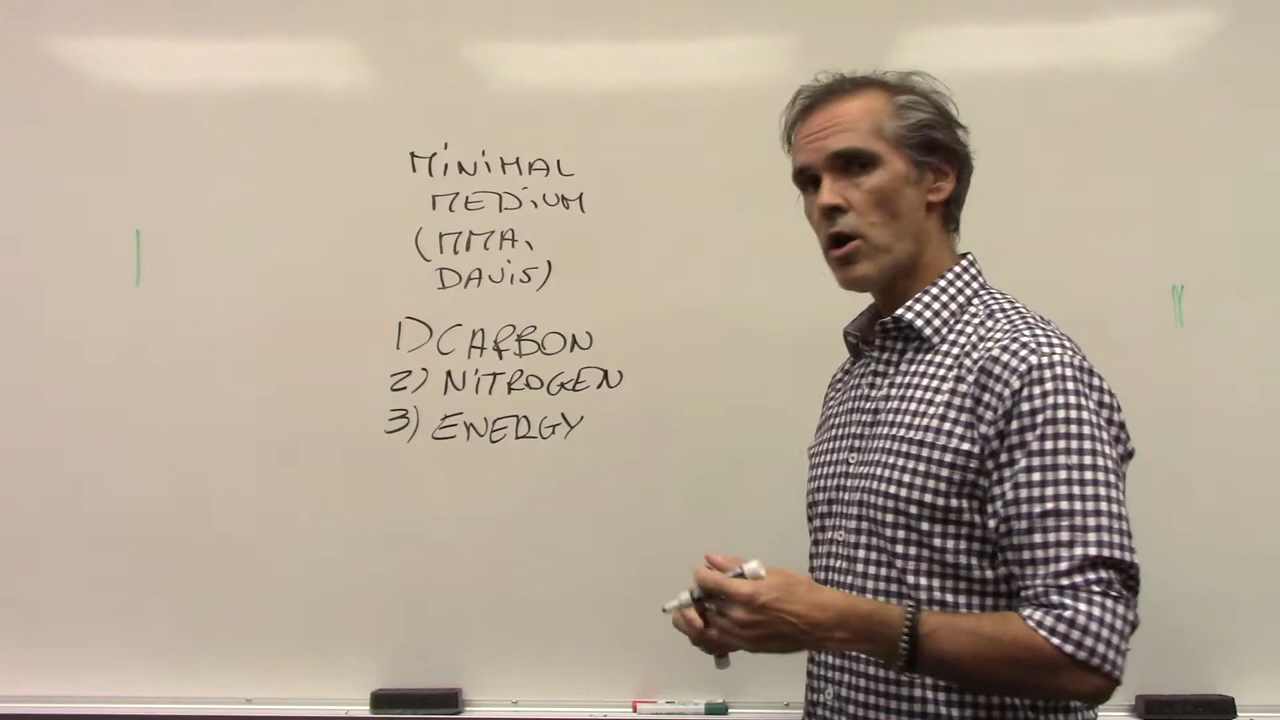 MiNiMAL
MEDiUM
(MMA,
DAViS)
1) CARBON
2) NiTROGEN
3) ENERGY